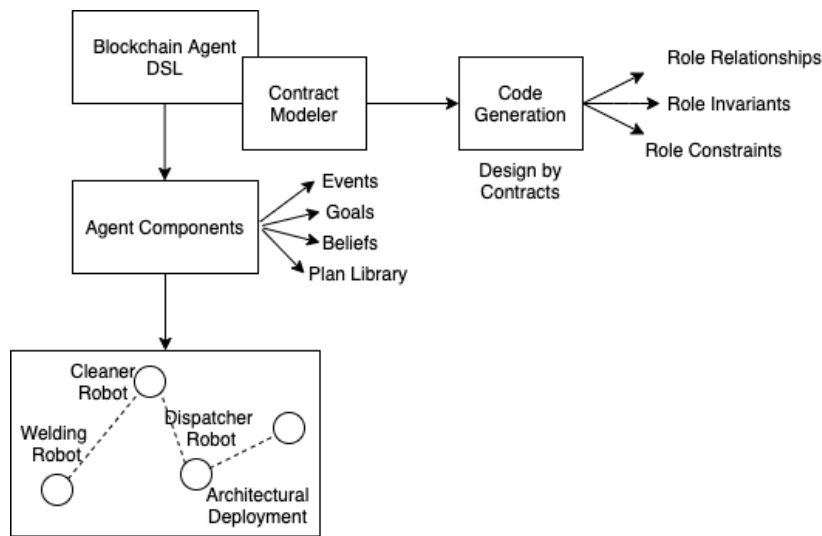 Blockchain Agent
DSL
Contract
Modeler
Code
Generation
Role Relationships
Role Invariants
Role Constraints
Design by
Contracts
Agent Components
Events
Goals
Beliefs
Plan Library
Cleaner
Robot
Dispatcher
Robot
Welding
Robot
Architectural
Deployment